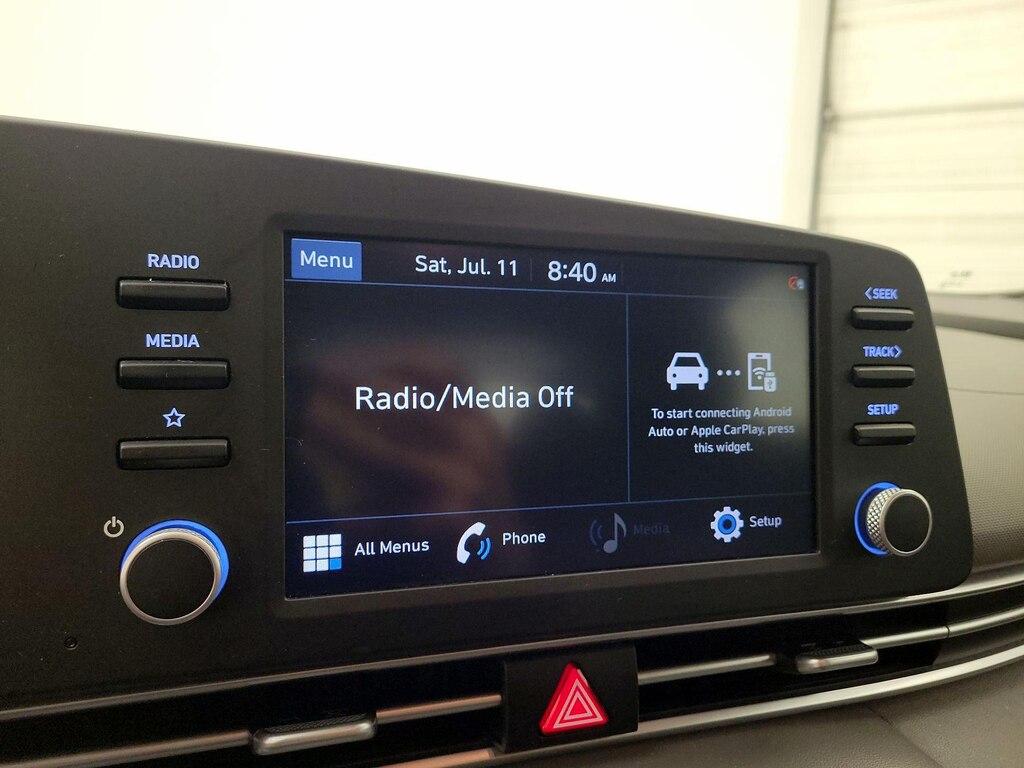 RADIO
MEDIA
Menu
Sat, Jul. 11
8:40 AM
Radio/Media Off
To start connecting Android
Auto or Apple CarPlay, press
this widget.
All Menus
Phone
Media
Setup
<SEEK
TRACK>
SETUP